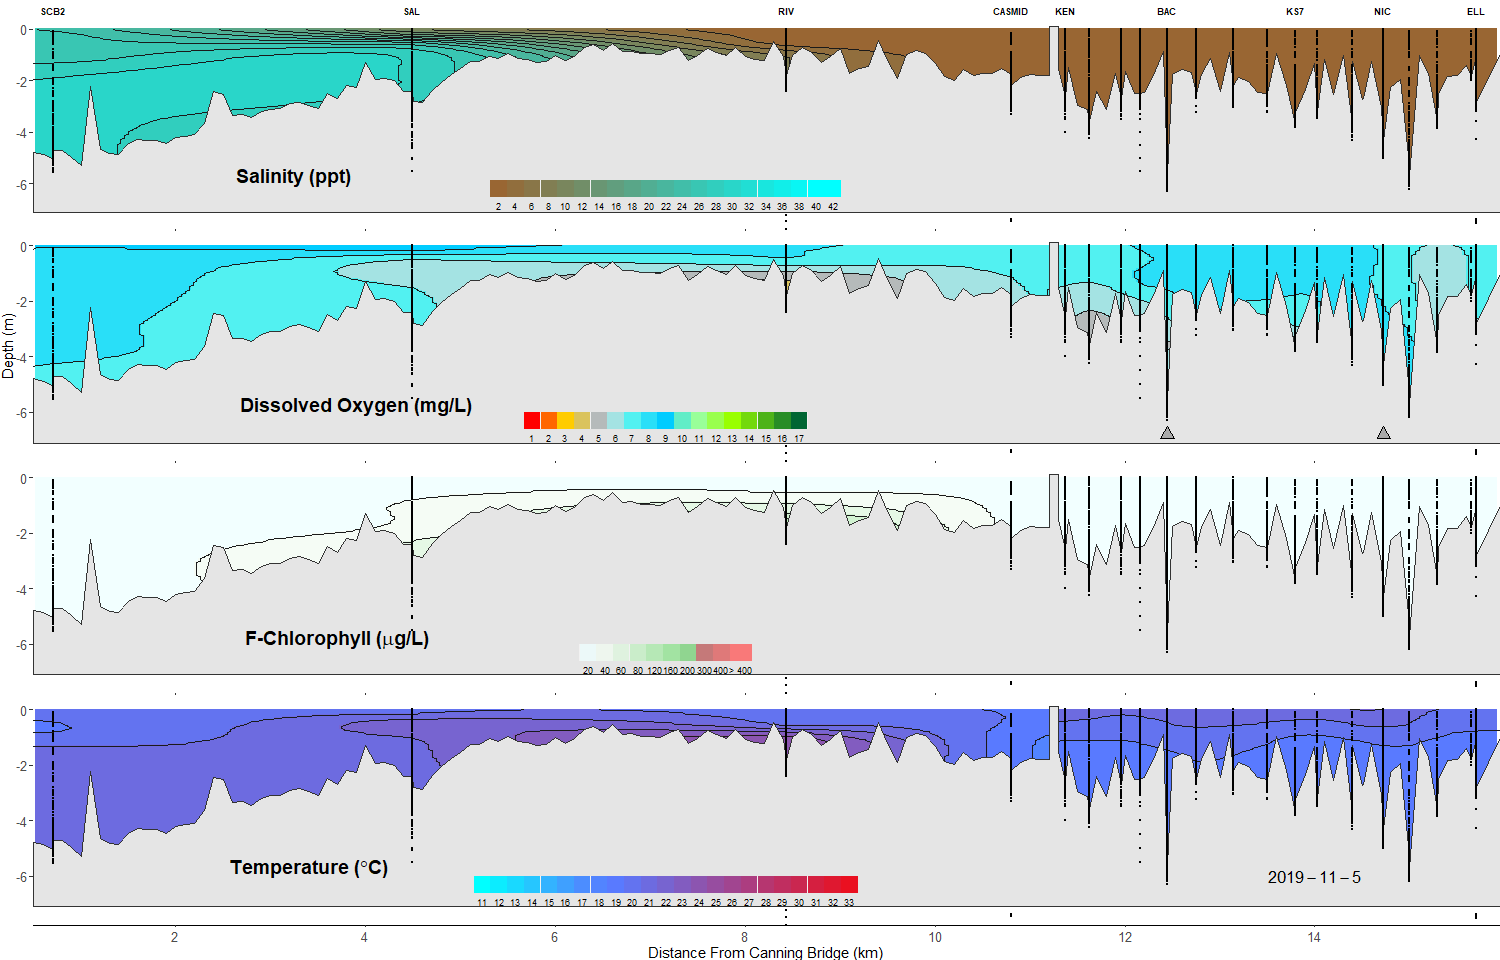 SCB2 SAL RIV CASMID KEN BAC KS7 NIC ELL
0
-2
-4
-6
Salinity (ppt)
2 4 6 8 10 12 14 16 18 20 22 24 26 28 30 32 34 36 38 40 42
0
-2
-4
-6
Depth (m)
Dissolved Oxygen (mg/L)
1 2 3 4 5 6 7 8 9 10 11 12 13 14 15 16 17
0
-2
-4
-6
F-Chlorophyll (μg/L)
20 40 60 80 120 160 200 300 400 > 400
0
-2
-4
-6
Temperature (°C)
2019 – 11 – 5
11 12 13 14 15 16 17 18 19 20 21 22 23 24 25 26 27 28 29 30 31 32 33
2 4 6 8 10 12 14
Distance From Canning Bridge (km)